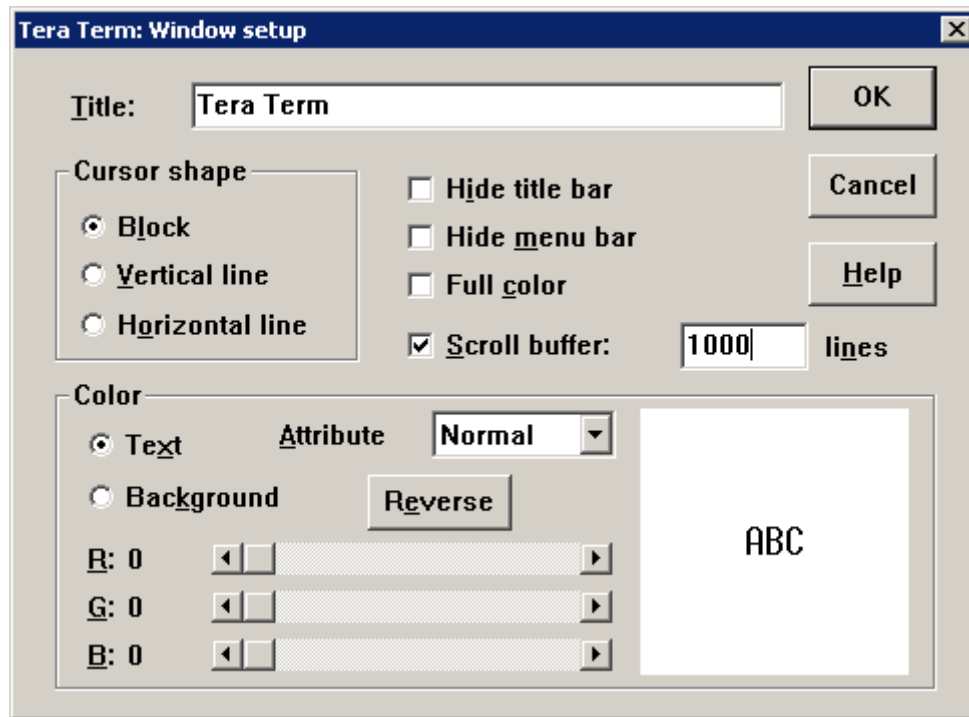 Tera Term: Window setup
Title: Tera Term OK
Cursor shape
Block
Vertical line
Horizontal line
Hide title bar
Hide menu bar
Full color
Scroll buffer: 1000 lines
Cancel
Help
Color
Text Attribute Normal
Background Reverse
R: 0
G: 0
B: 0
ABC